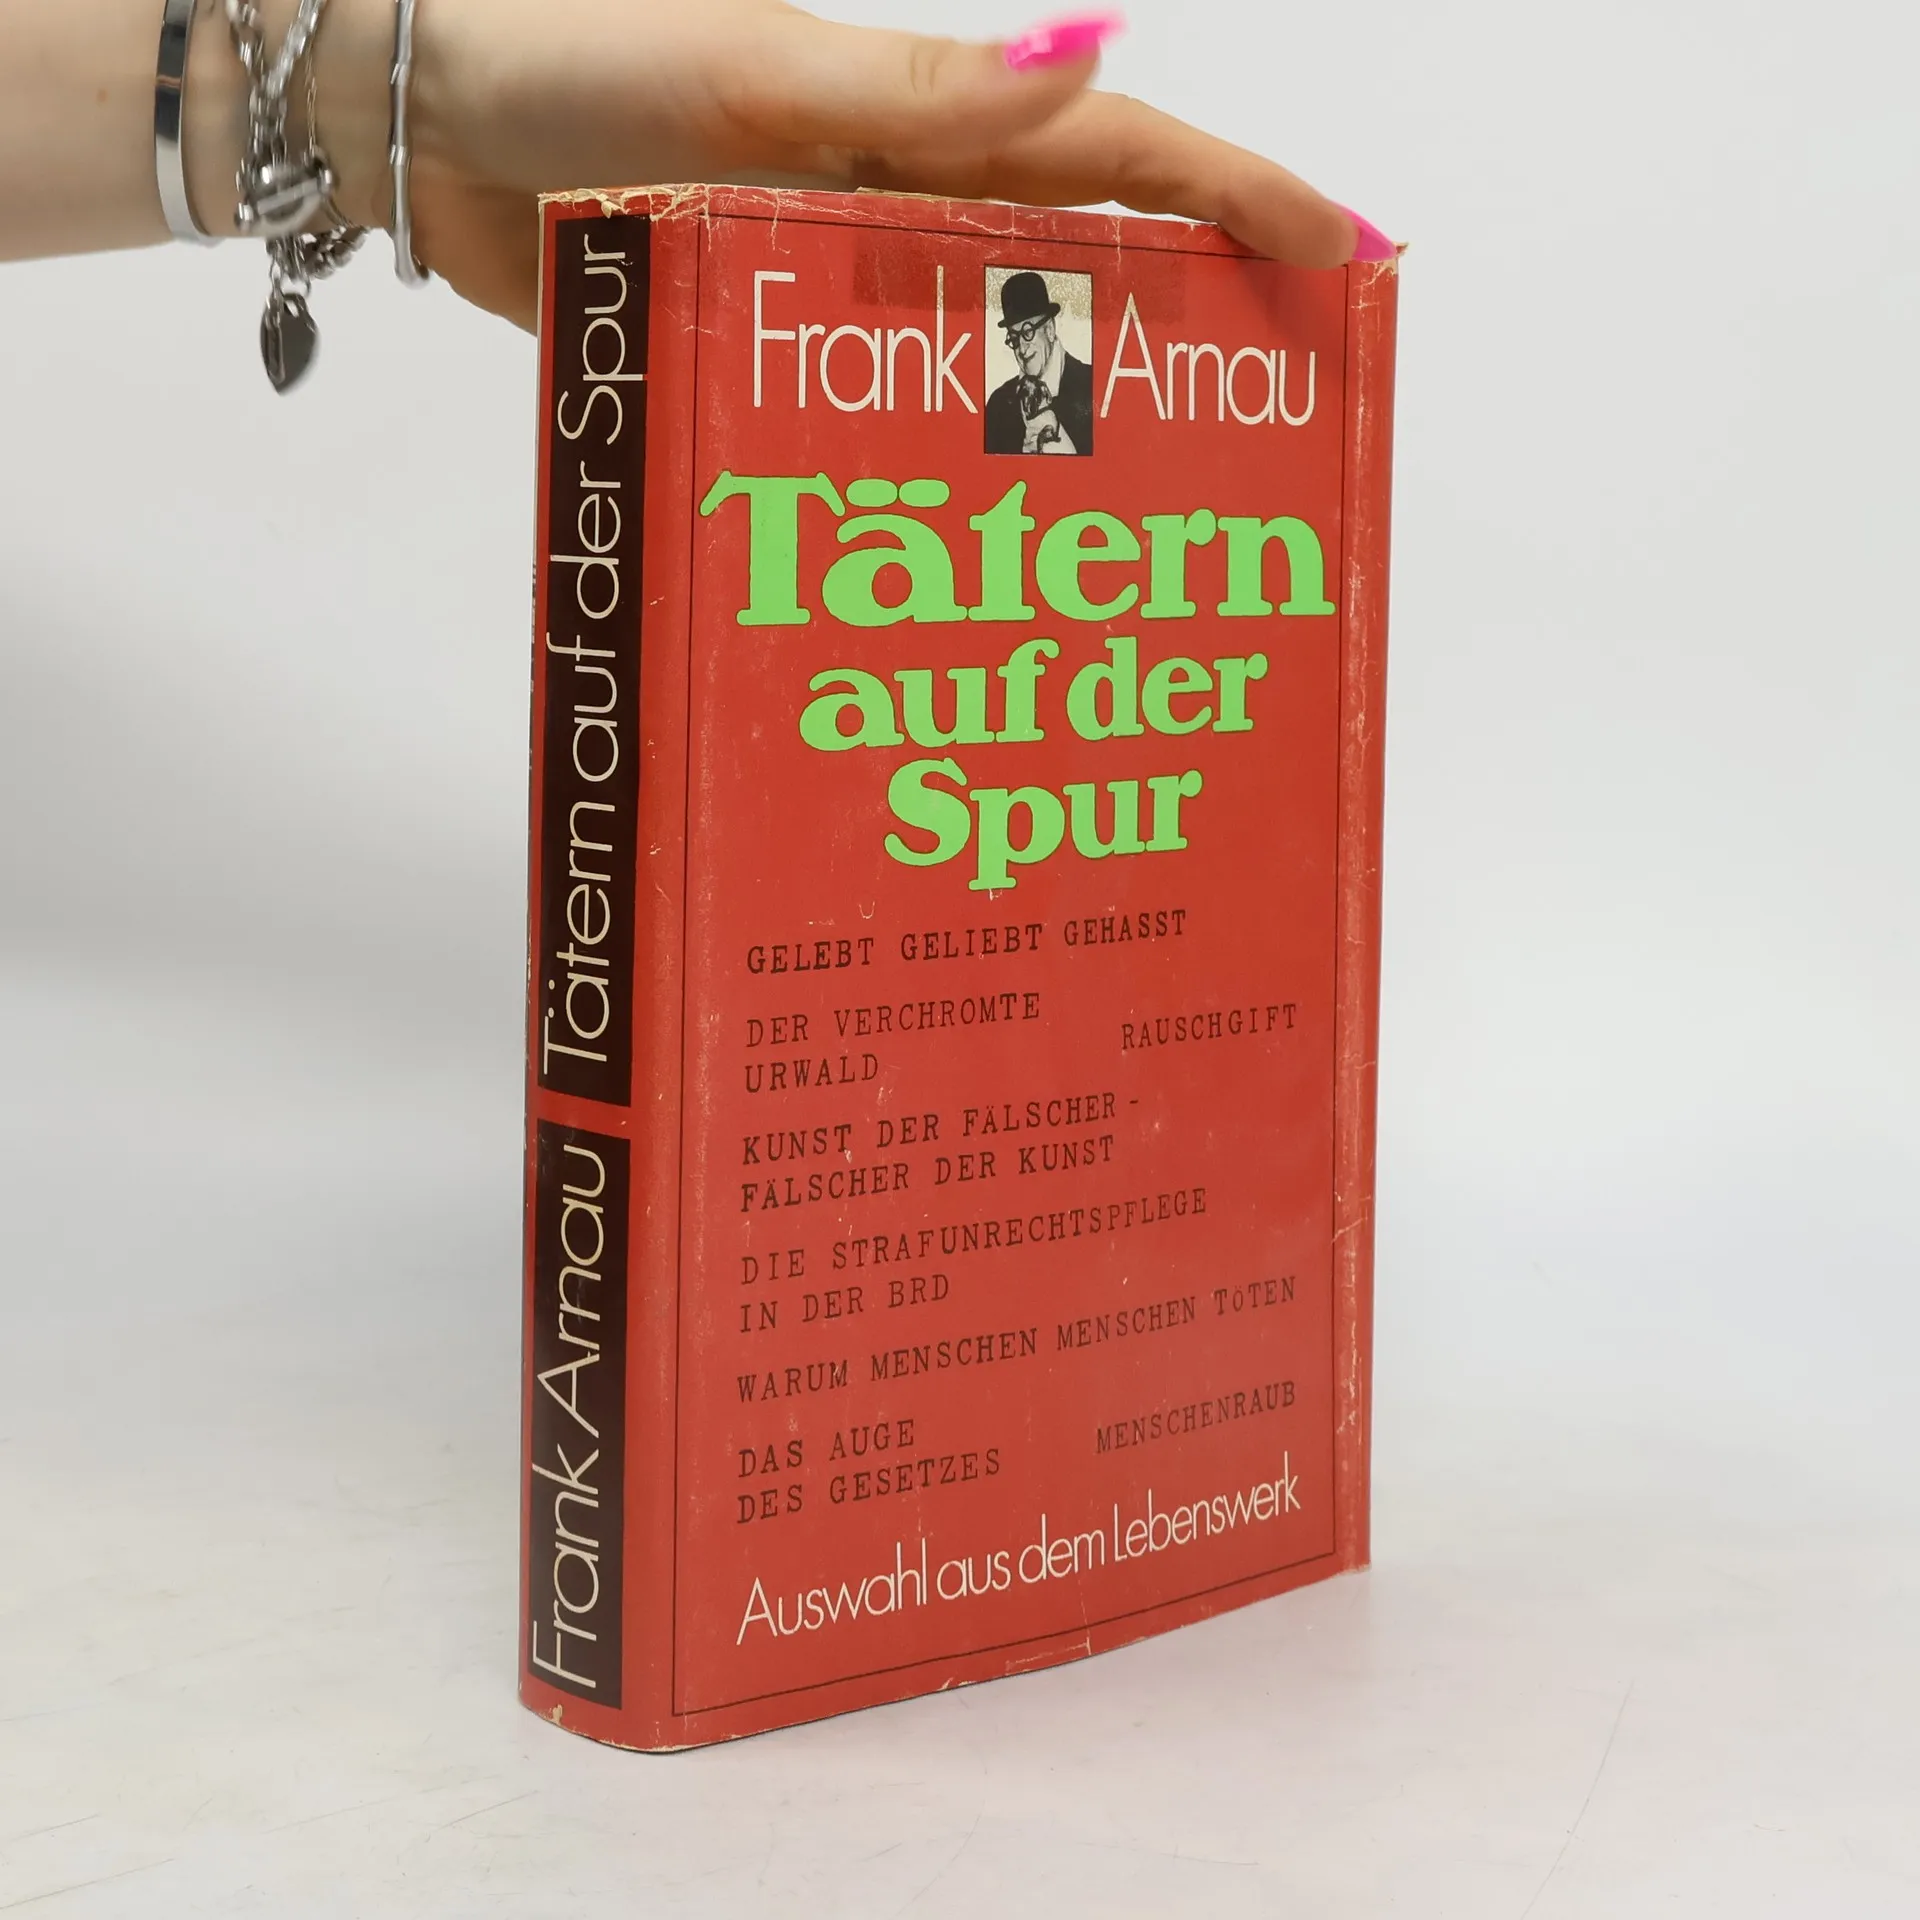 Frank Arnau
Tätern
auf der
Spur
GELEBT GELIEBT GEHASST
DER VERCHROMTE
URWALD
RAUSCHGIFT
KUNST DER FÄLSCHER -
FÄLSCHER DER KUNST
DIE STRAFUNRECHTSPFLEGE
IN DER BRD
WARUM MENSCHEN MENSCHEN TÖTEN
DAS AUGE
DES GESETZES
MENSCHENRAUB
Auswahl aus dem Lebenswerk
Frank Arnau Tätern auf der Spur